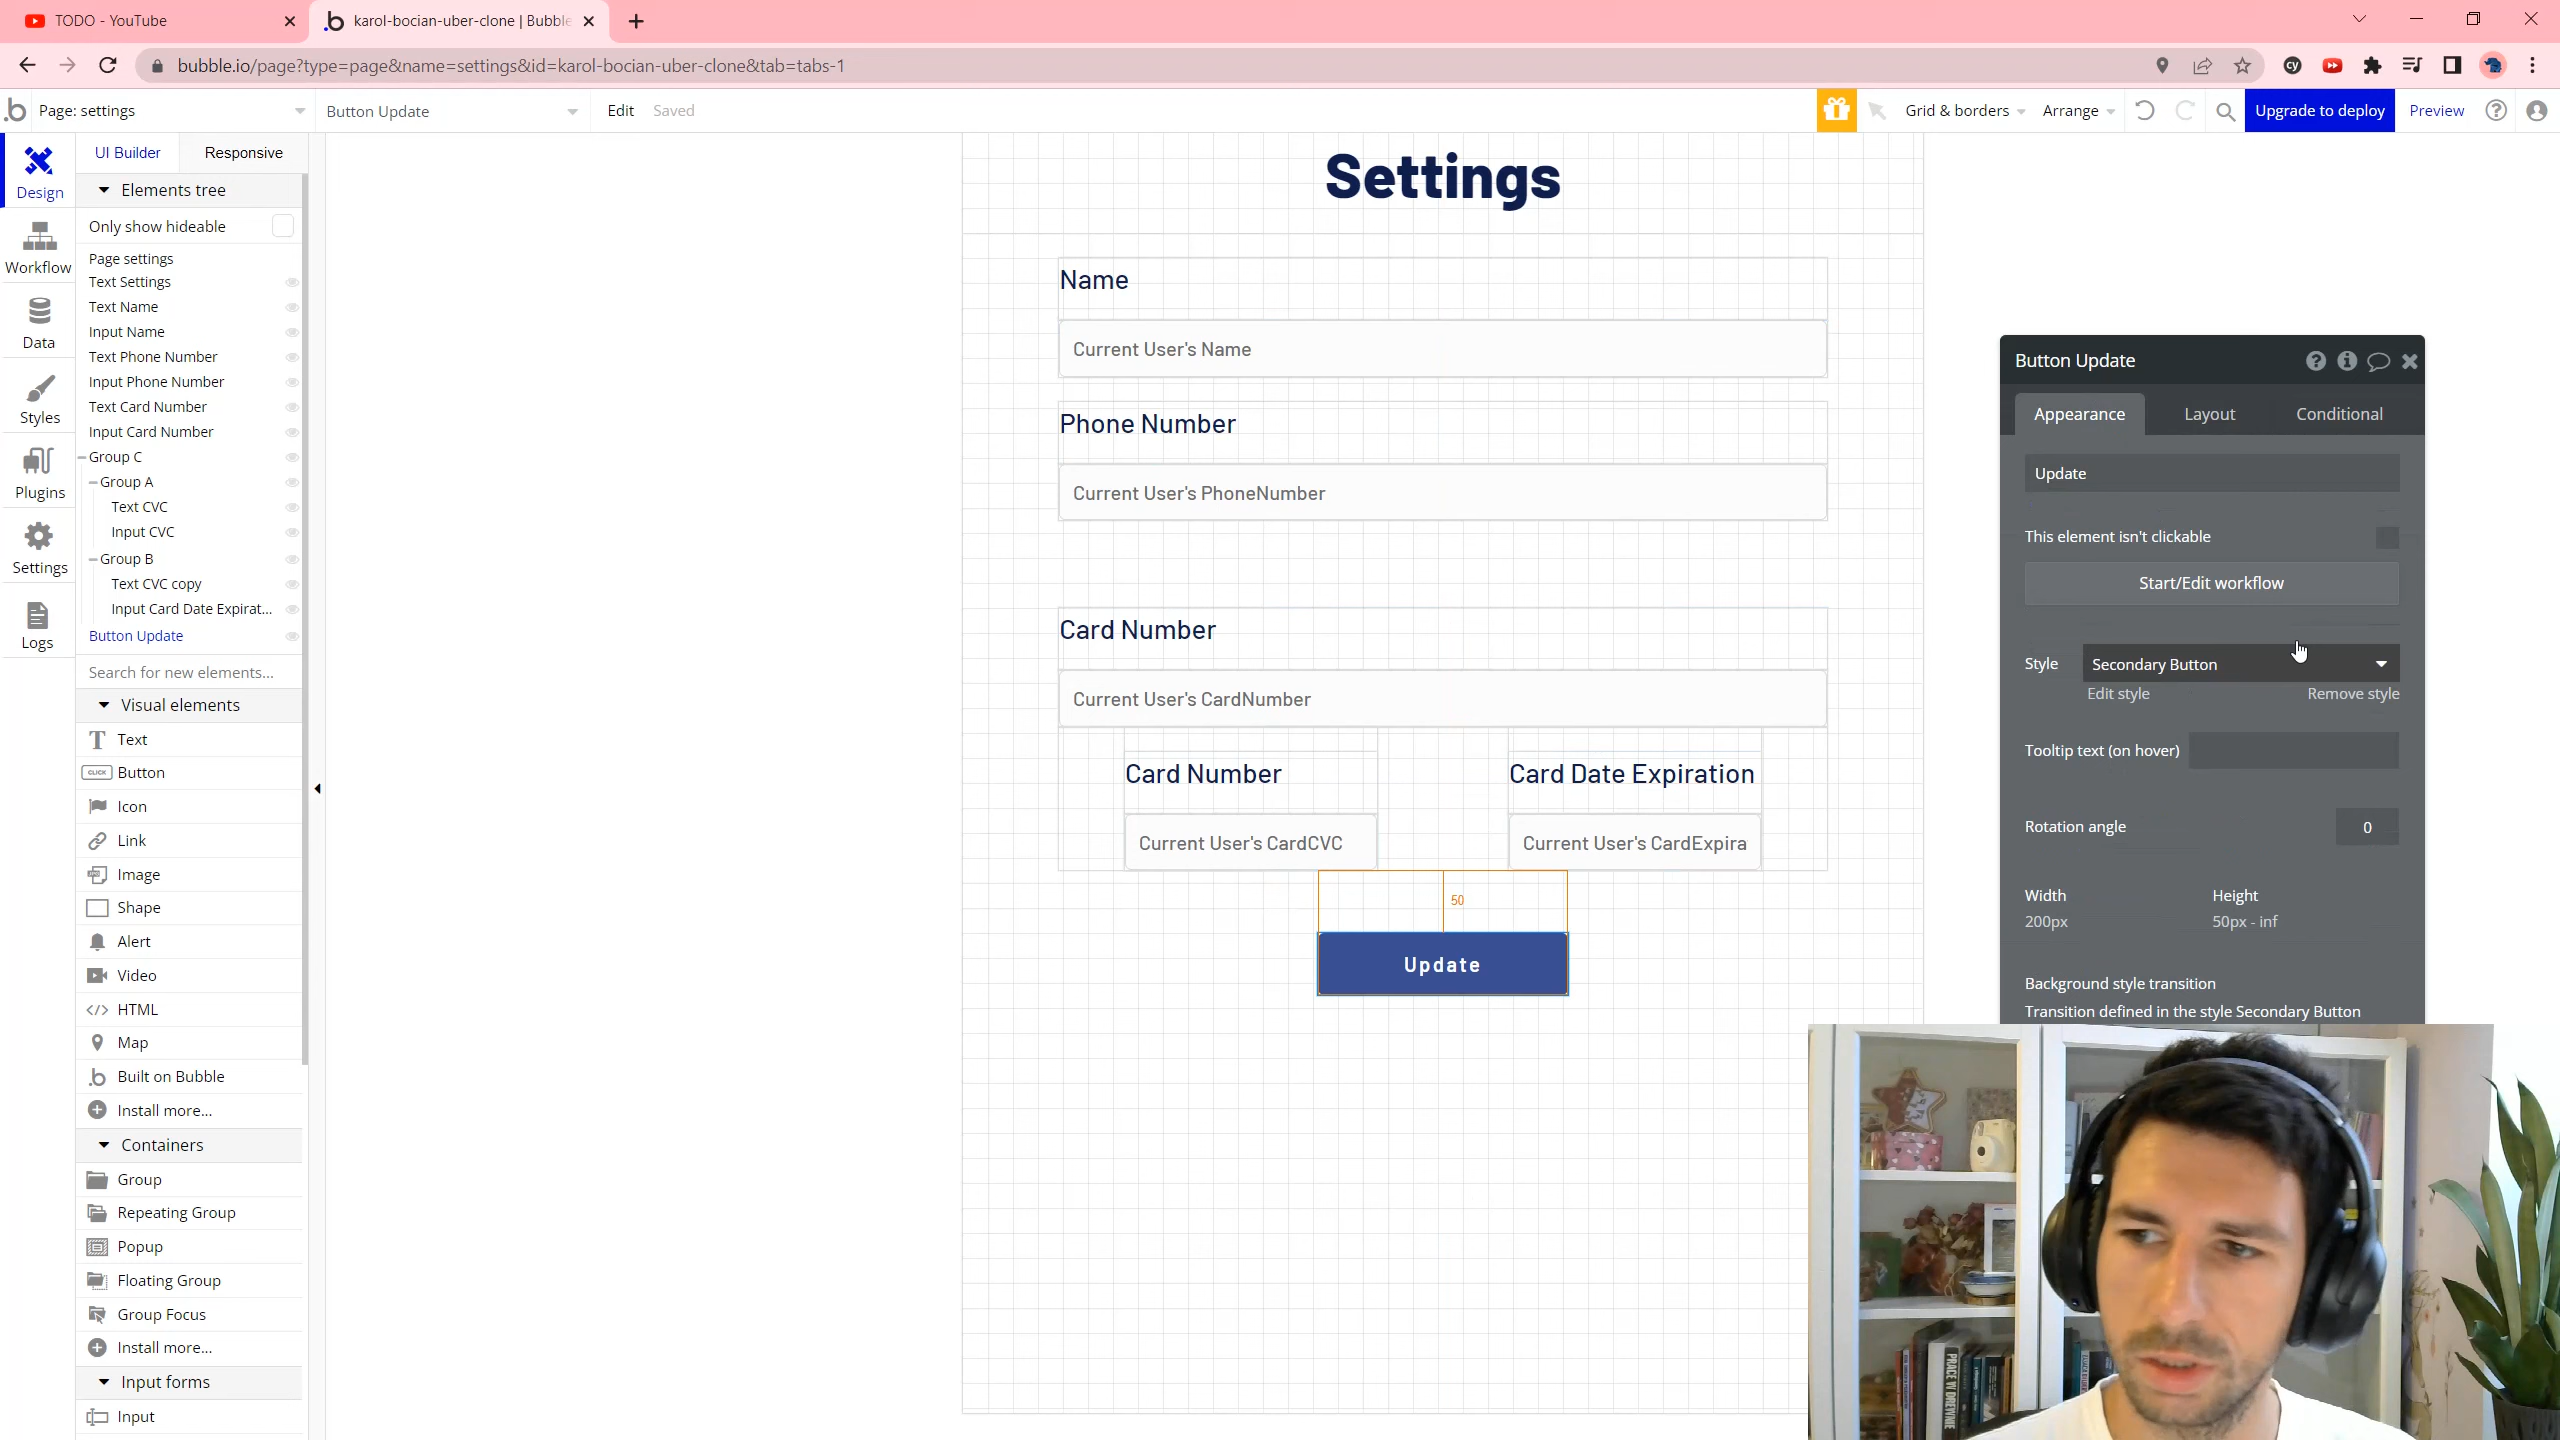 TODO - YouTube
karol-bocian-uber-clone | Bubble
bubble.io/page?type=page&name=settings&id=karol-bocian-uber-clone&tab=tabs-1
Page: settings
Button Update
Edit
Saved
Grid & borders
Arrange
Upgrade to deploy
Preview
Design
Workflow
Data
Styles
Plugins
Settings
Logs
UI Builder
Responsive
Elements tree
Only show hideable
Page settings
Text Settings
Text Name
Input Name
Text Phone Number
Input Phone Number
Text Card Number
Input Card Number
Group C
Group A
Text CVC
Input CVC
Group B
Text CVC copy
Input Card Date Expirat...
Button Update
Search for new elements...
Visual elements
Text
CLICK
Button
Icon
Link
Image
Shape
Alert
Video
HTML
Map
Built on Bubble
Install more...
Containers
Group
Repeating Group
Popup
Floating Group
Group Focus
Install more...
Input forms
Input
Settings
Name
Current User's Name
Phone Number
Current User's PhoneNumber
Card Number
Current User's CardNumber
Card Number
Card Date Expiration
Current User's CardCVC
Current User's CardExpira
50
Update
Button Update
Appearance
Layout
Conditional
Update
This element isn't clickable
Start/Edit workflow
Style
Secondary Button
Edit style
Remove style
Tooltip text (on hover)
Rotation angle
0
Width
Height
200px
50px - inf
Background style transition
Transition defined in the style Secondary Button